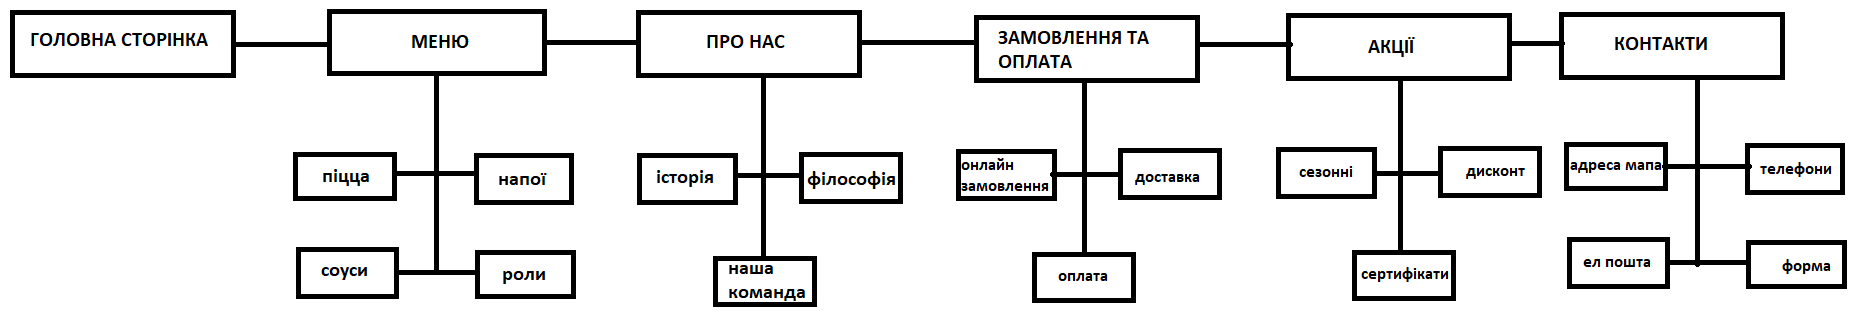 ГОЛОВНА СТОРІНКА
МЕНЮ
ПРО НАС
ЗАМОВЛЕННЯ ТА
ОПЛАТА
АКЦІЇ
КОНТАКТИ
піцца
напої
історія
філософія
онлайн
замовлення
доставка
сезонні
дисконт
адреса мапа
телефони
соуси
роли
наша
команда
оплата
сертифікати
ел пошта
форма